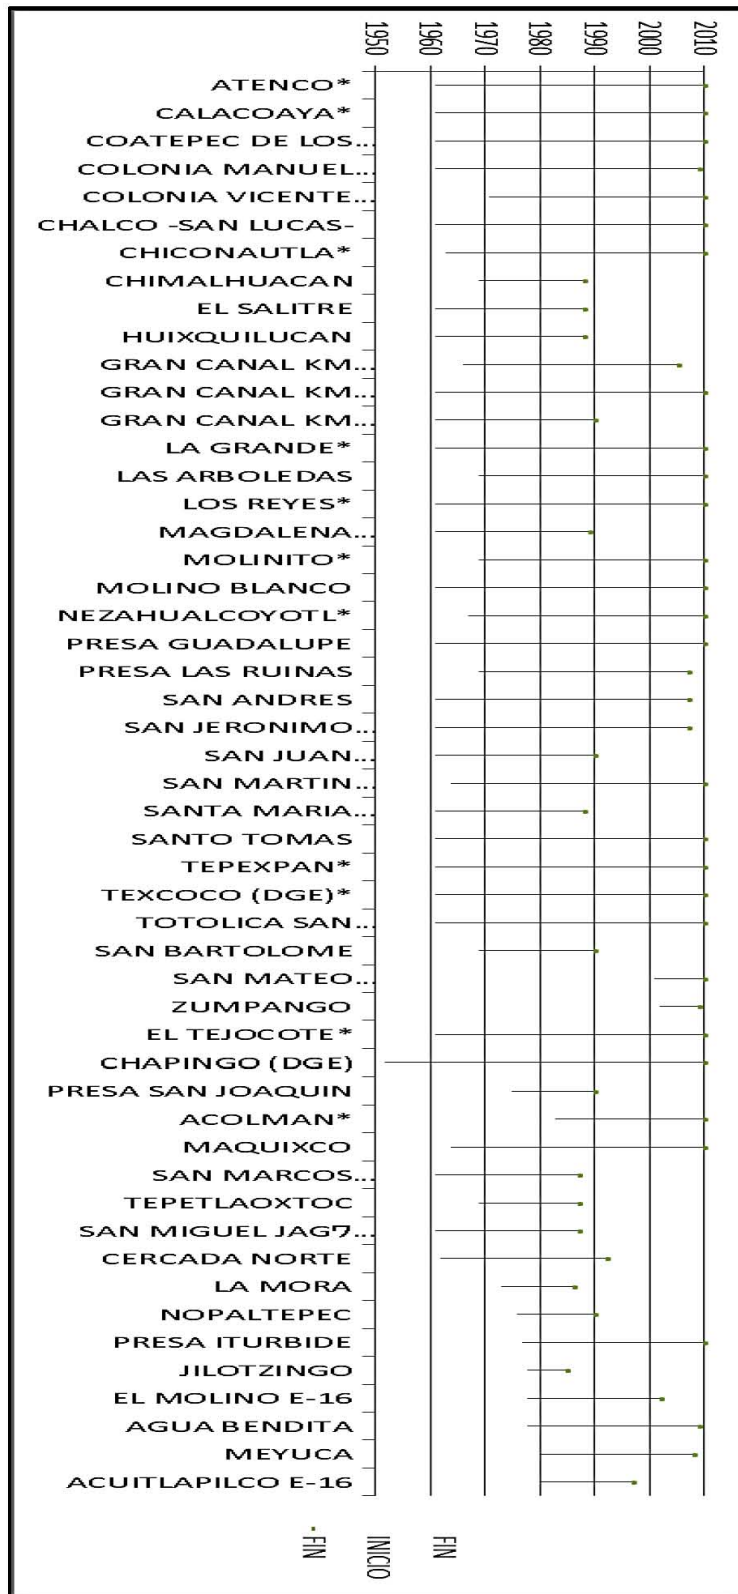 1950
1960
1970
1980
1990
2000
2010
ATENCO*
CALACOAYA*
COATEPEC DE LOS...
COLONIA MANUEL...
COLONIA VICENTE...
CHALCO -SAN LUCAS-
CHICONAUTLA*
CHIMALHUACAN
EL SALITRE
HUIXQUILUCAN
GRAN CANAL KM...
GRAN CANAL KM...
GRAN CANAL KM...
LA GRANDE*
LAS ARBOLEDAS
LOS REYES*
MAGDALENA...
MOLINITO*
MOLINO BLANCO
NEZAHUALCOYOTL*
PRESA GUADALUPE
PRESA LAS RUINAS
SAN ANDRES
SAN JERONIMO...
SAN JUAN...
SAN MARTIN...
SANTA MARIA...
SANTO TOMAS
TEPEXPAN*
TEXCOCO (DGE)*
TOTOLICA SAN...
SAN BARTOLOME
SAN MATEO...
ZUMPANGO
EL TEJOCOTE*
CHAPINGO (DGE)
PRESA SAN JOAQUIN
ACOLMAN*
MAQUIXCO
SAN MARCOS...
TEPETLAOXTOC
SAN MIGUEL JAG7...
CERCADA NORTE
LA MORA
NOPALTEPEC
PRESA ITURBIDE
JILOTZINGO
EL MOLINO E-16
AGUA BENDITA
MEYUCA
ACUITLAPILCO E-16
FIN
INICIO
FIN